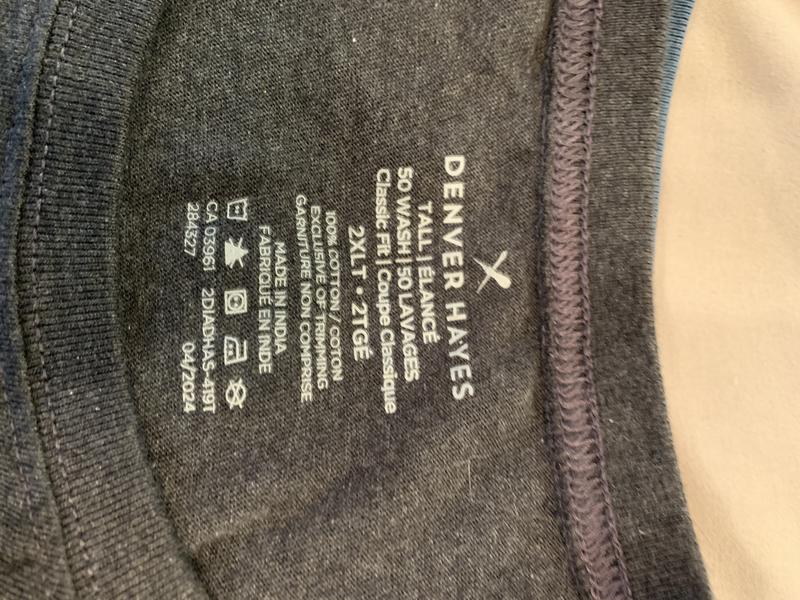 DENVER HAYES
TALL | ÉLANCÉ
50 WASH | 50 LAVAGES
Classic Fit | Coupe Classique
2XLT • 2TGÉ
100% COTTON / COTON
EXCLUSIVE OF TRIMMING
GARNITURE NON COMPRISE
MADE IN INDIA
FABRIQUÉ EN INDE
CA 03961 2DIADHAS-419T
284327 04/2024